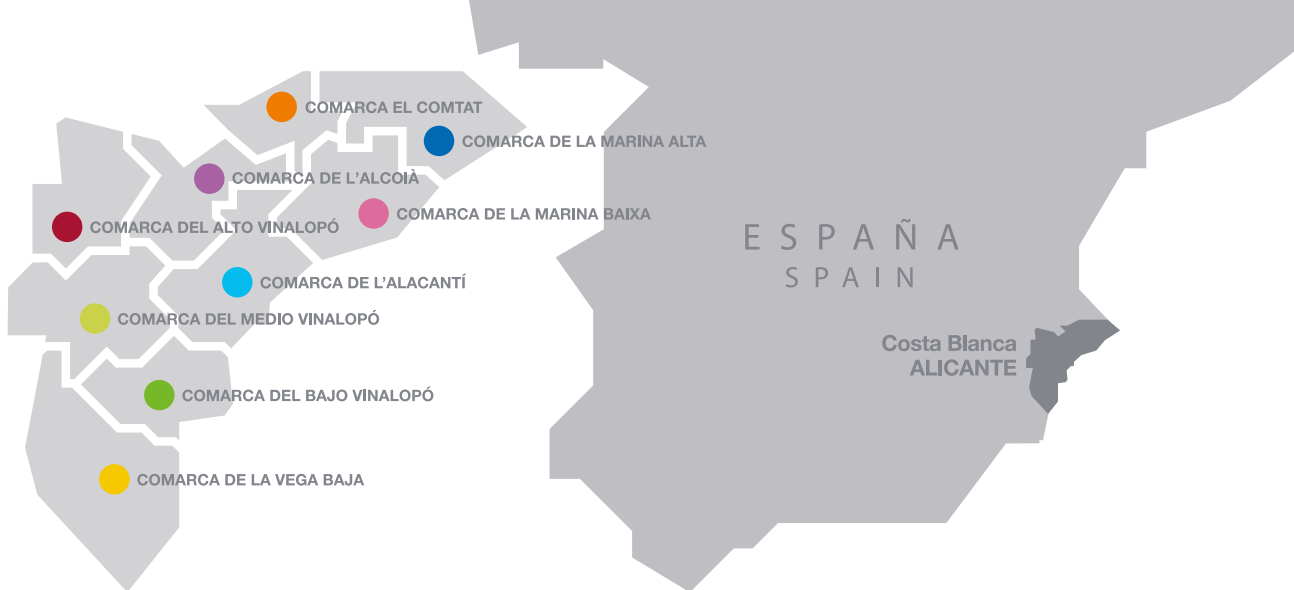 COMARCA EL COMTAT
COMARCA DE LA MARINA ALTA
COMARCA DE L'ALCOIÀ
COMARCA DE LA MARINA BAIXA
COMARCA DEL ALTO VINALOPÓ
COMARCA DE L'ALACANTÍ
COMARCA DEL MEDIO VINALOPÓ
COMARCA DEL BAJO VINALOPÓ
COMARCA DE LA VEGA BAJA
ESPAÑA
SPAIN
Costa Blanca
ALICANTE